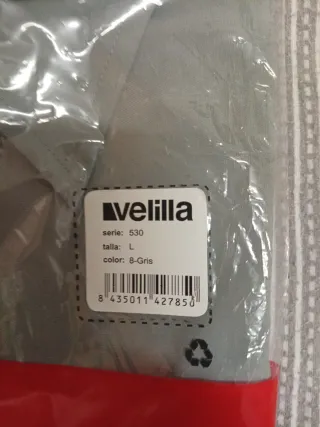 velilla
serie: 530
talla: L
color: 8-Gris
8 435011 427850